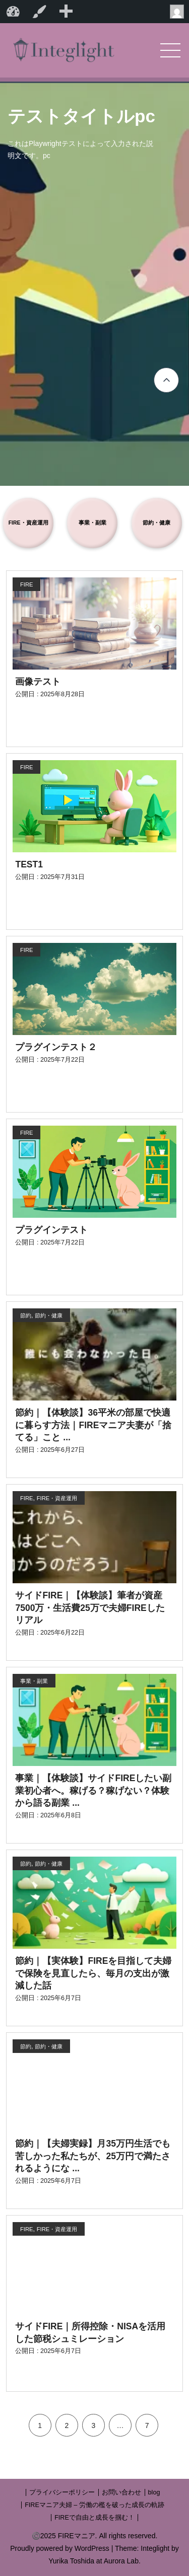 Integlight
テストタイトルpc
これはPlaywrightテストによって入力された説
明文です。pc
FIRE・資産運用
事業・副業
節約・健康
FIRE
画像テスト
公開日 : 2025年8月28日
FIRE
TEST1
公開日 : 2025年7月31日
FIRE
プラグインテスト２
公開日 : 2025年7月22日
FIRE
プラグインテスト
公開日 : 2025年7月22日
節約, 節約・健康
誰にも会わなかった日
節約｜【体験談】36平米の部屋で快適
に暮らす方法｜FIREマニア夫妻が「捨
てる」こと ...
公開日 : 2025年6月27日
FIRE, FIRE・資産運用
これから、
はどこへ
かうのだろう」
サイドFIRE｜【体験談】筆者が資産
7500万・生活費25万で夫婦FIREした
リアル
公開日 : 2025年6月22日
事業・副業
事業｜【体験談】サイドFIREしたい副
業初心者へ。稼げる？稼げない？体験
から語る副業 ...
公開日 : 2025年6月8日
節約, 節約・健康
節約｜【実体験】FIREを目指して夫婦
で保険を見直したら、毎月の支出が激
減した話
公開日 : 2025年6月7日
節約, 節約・健康
節約｜【夫婦実録】月35万円生活でも
苦しかった私たちが、25万円で満たさ
れるようにな ...
公開日 : 2025年6月7日
FIRE, FIRE・資産運用
サイドFIRE｜所得控除・NISAを活用
した節税シュミレーション
公開日 : 2025年6月7日
1 2 3 … 7
| プライバシーポリシー | お問い合わせ | blog
| FIREマニア夫婦 – 労働の檻を破った成長の軌跡
| FIREで自由と成長を掴む！ |
2025 FIREマニア. All rights reserved.
Proudly powered by WordPress | Theme: Integlight by
Yurika Toshida at Aurora Lab.